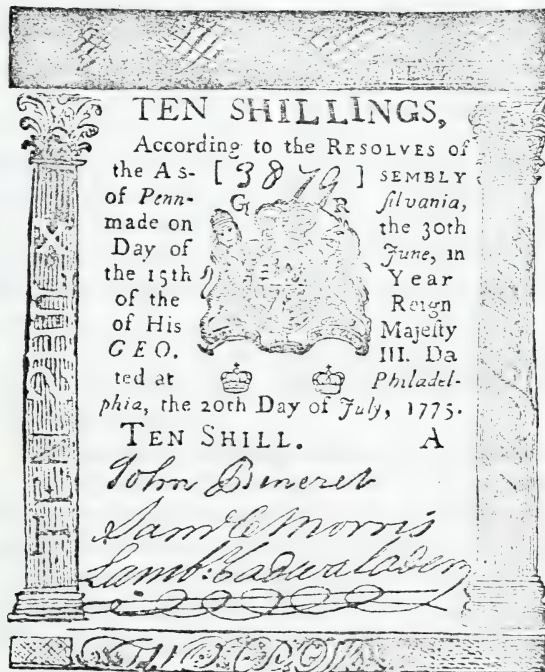 TEN SHILLINGS,
According to the RESOLVES of
the As- [3879] SEMBLY
of Penn- G R ſilvania,
made on the 30th
Day of June, in
the 15th Year
of the Reign
of His Majeſty
GEO. III. Da
ted at Philadel-
phia, the 20th Day of July, 1775.
TEN SHILL. A
John
Saml C Morris
Lamb. Cadwalader